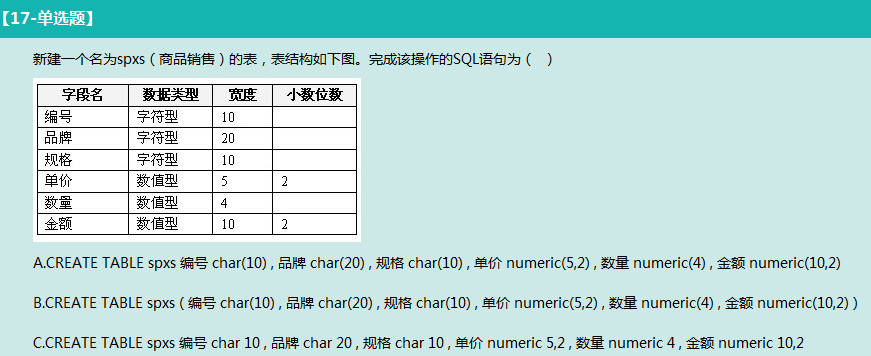 【17-单选题】
新建一个名为spxs（商品销售）的表，表结构如下图。完成该操作的SQL语句为（ ）
字段名 数据类型 宽度 小数位数
编号 字符型 10
品牌 字符型 20
规格 字符型 10
单价 数值型 5 2
数量 数值型 4
金额 数值型 10 2
A.CREATE TABLE spxs 编号 char(10) , 品牌 char(20) , 规格 char(10) , 单价 numeric(5,2) , 数量 numeric(4) , 金额 numeric(10,2)
B.CREATE TABLE spxs ( 编号 char(10) , 品牌 char(20) , 规格 char(10) , 单价 numeric(5,2) , 数量 numeric(4) , 金额 numeric(10,2) )
C.CREATE TABLE spxs 编号 char 10 , 品牌 char 20 , 规格 char 10 , 单价 numeric 5,2 , 数量 numeric 4 , 金额 numeric 10,2